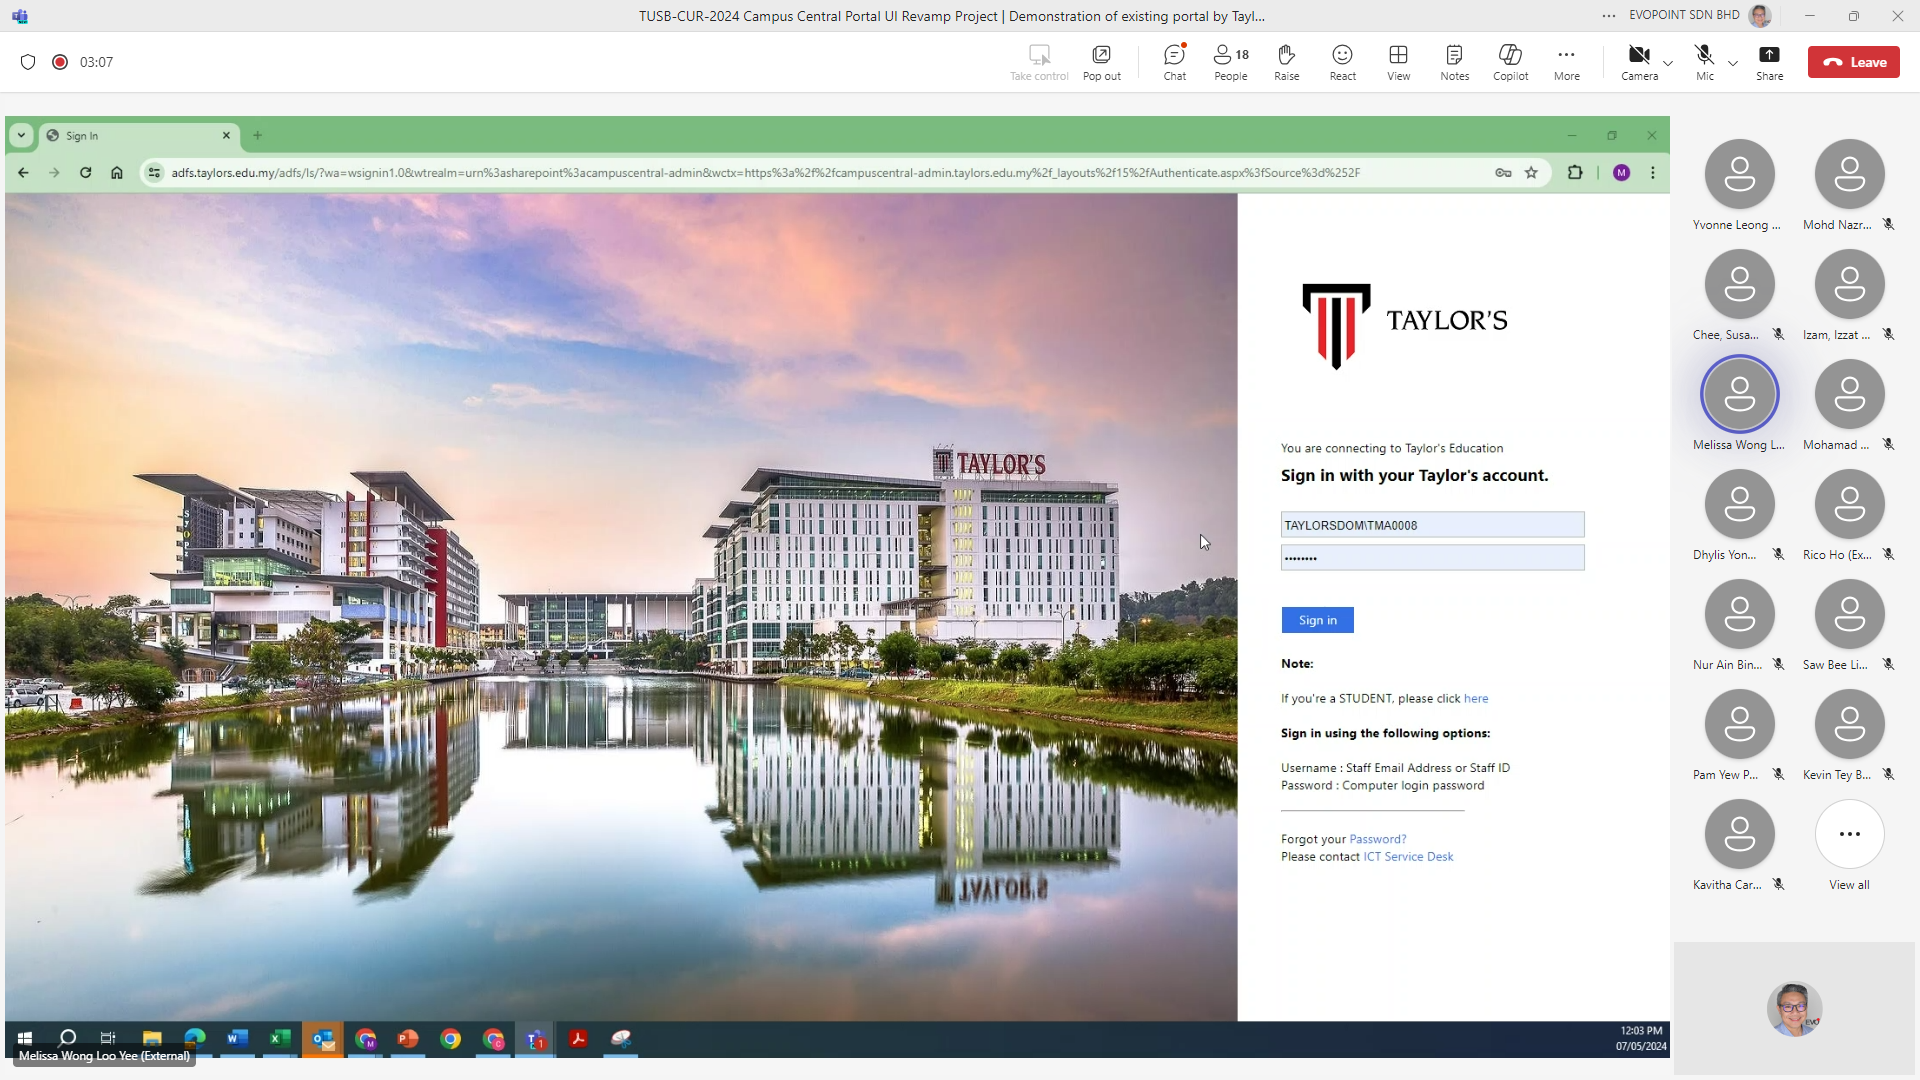 TUSB-CUR-2024 Campus Central Portal UI Revamp Project | Demonstration of existing portal by Tayl...
EVOPOINT SDN BHD
03:07
Take control
Pop out
Chat
18
People
Raise
React
View
Notes
Copilot
More
Camera
Mic
Share
Leave
Sign In
adfs.taylors.edu.my/adfs/ls/?wa=wsignin1.0&wtrealm=urn%3asharepoint%3acampuscentral-admin&wctx=https%3a%2f%2fcampuscentral-admin.taylors.edu.my%2f_layouts%2f15%2fAuthenticate.aspx%3fSource%3d%252F
M
TAYLOR'S
TAYLOR'S
You are connecting to Taylor's Education
Sign in with your Taylor's account.
TAYLORSDOM\TMA0008
••••••••
Sign in
Note:
If you're a STUDENT, please click here
Sign in using the following options:
Username : Staff Email Address or Staff ID
Password : Computer login password
Forgot your Password?
Please contact ICT Service Desk
Yvonne Leong ...
Mohd Nazr...
Chee, Susa...
Izam, Izzat ...
Melissa Wong L...
Mohamad ...
Dhylis Yon...
Rico Ho (Ex...
Nur Ain Bin...
Saw Bee Li...
Pam Yew P...
Kevin Tey B...
Kavitha Car...
View all
12:03 PM
07/05/2024
Melissa Wong Loo Yee (External)